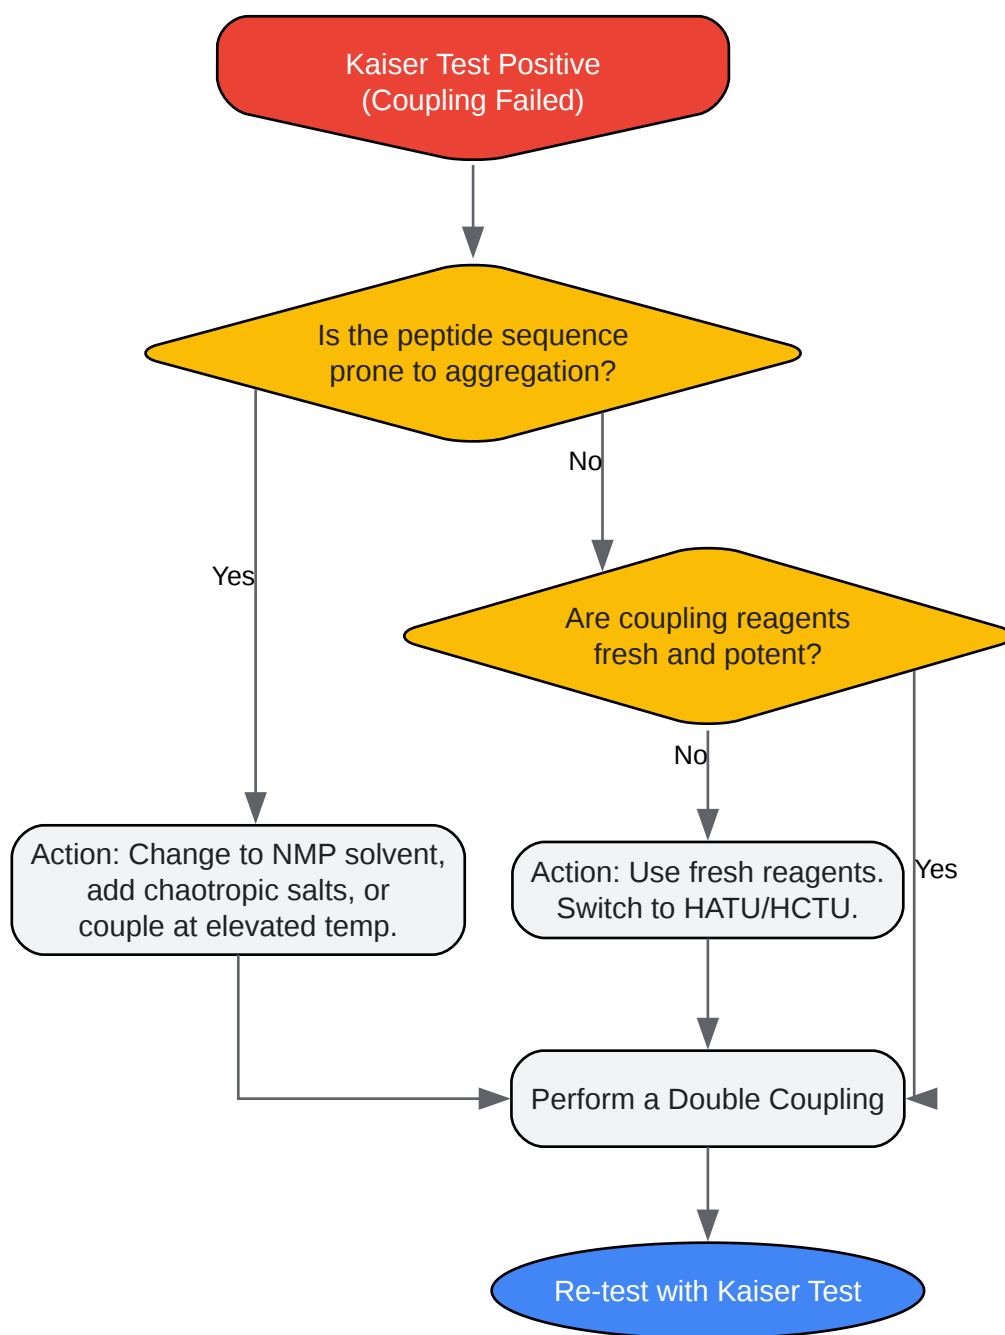 Kaiser Test Positive
(Coupling Failed)
Is the peptide sequence
prone to aggregation?
No
Yes
Are coupling reagents
fresh and potent?
No
Action: Change to NMP solvent,
add chaotropic salts, or
couple at elevated temp.
Action: Use fresh reagents.
Switch to HATU/HCTU.
Yes
Perform a Double Coupling
Re-test with Kaiser Test